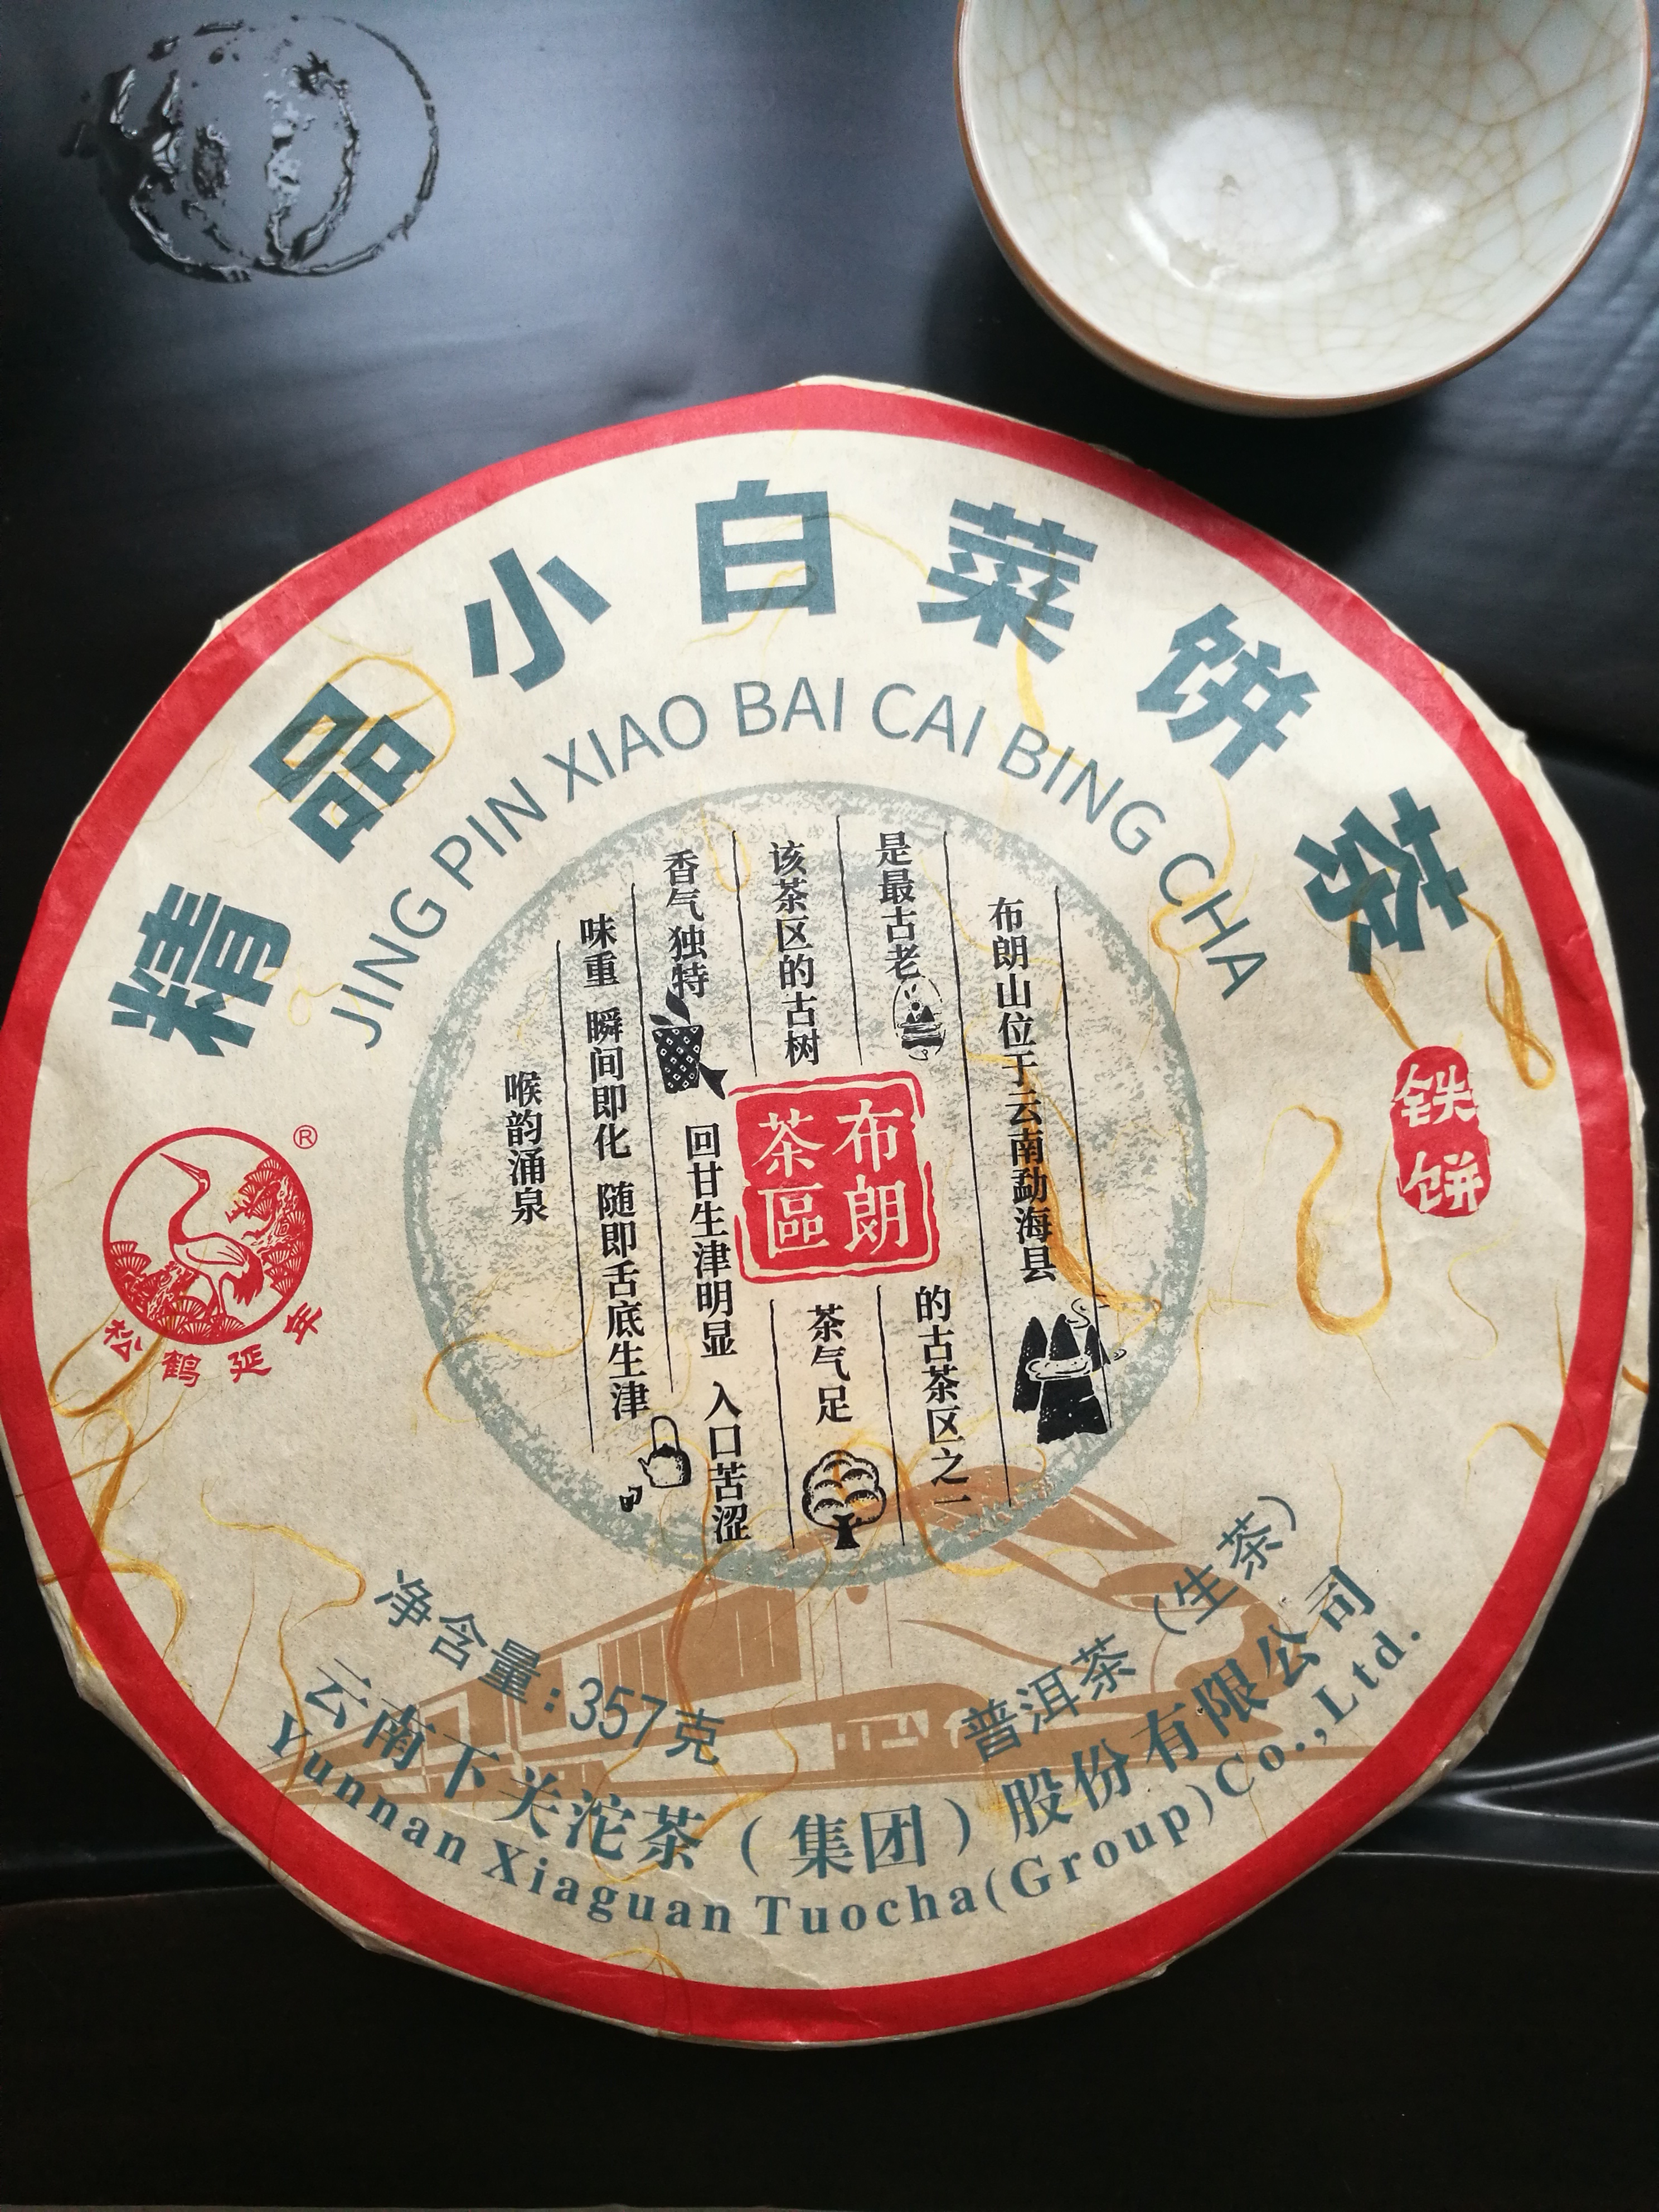 精品小白菜饼茶
JING PIN XIAO BAI CAI BING CHA
布朗山位于云南勐海县
是最古老
的古茶区之一
该茶区的古树
茶气足
香气独特
回甘生津明显 入口苦涩
味重 瞬间即化 随即舌底生津
喉韵涌泉
布朗
茶區
铁饼
®
松鹤延年
净含量:357克
普洱茶(生茶)
云南下关沱茶(集团)股份有限公司
Yunnan Xiaguan Tuocha(Group)Co.,Ltd.